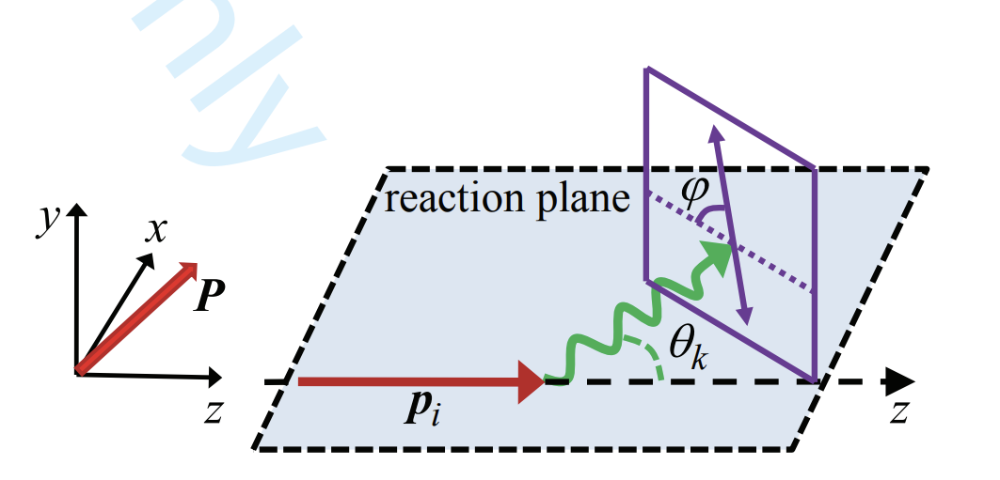 nly
reaction plane
φ
y
x
P
θk
pi
z
z